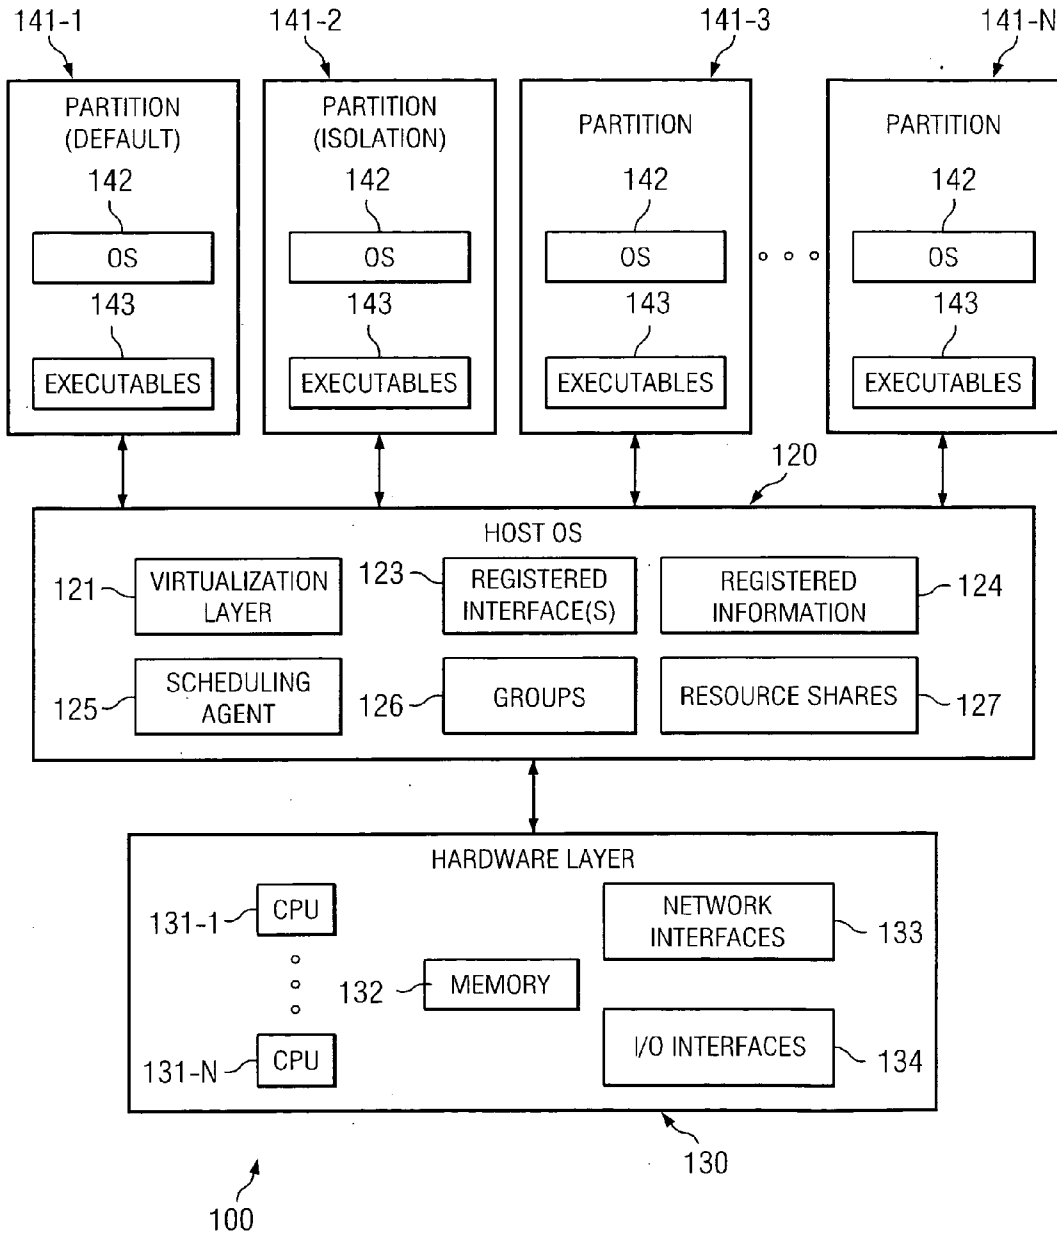 141-1
141-2
141-3
141-N
PARTITION
(DEFAULT)
PARTITION
(ISOLATION)
PARTITION
PARTITION
142
142
142
142
OS
OS
OS
OS
143
143
143
143
EXECUTABLES
EXECUTABLES
EXECUTABLES
EXECUTABLES
120
HOST OS
121
VIRTUALIZATION
LAYER
123
REGISTERED
INTERFACE(S)
REGISTERED
INFORMATION
124
125
SCHEDULING
AGENT
126
GROUPS
RESOURCE SHARES
127
HARDWARE LAYER
131-1
CPU
NETWORK
INTERFACES
133
132
MEMORY
131-N
CPU
I/O INTERFACES
134
130
100